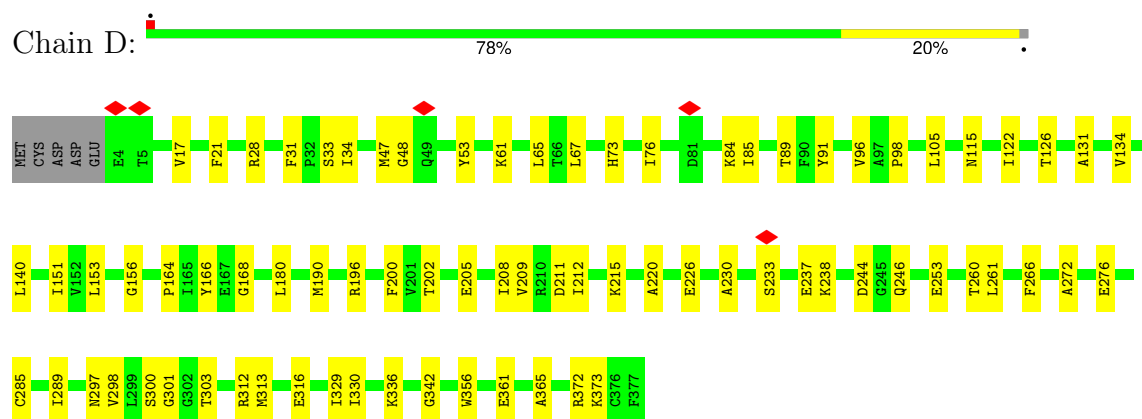 Chain D:
78% 20%
MET CYS ASP ASP GLU E4 T5 V17 F21 R28 F31 P32 S33 I34 M47 G48 Q49 Y53 K61 L65 T66 L67 H73 I76 D81 K84 I85 T89 F90 Y91 V96 A97 P98 L105 N115 I122 T126 A131 V134
L140 I151 V152 L153 G156 P164 I165 Y166 E167 G168 L180 M190 R196 F200 V201 T202 E205 I208 V209 R210 D211 I212 K215 A220 E226 A230 S233 E237 K238 D244 G245 Q246 E253 T260 L261 F266 A272 E276
C285 I289 N297 V298 L299 S300 G301 G302 T303 R312 M313 E316 I329 I330 K336 G342 W356 E361 A365 R372 K373 C376 F377